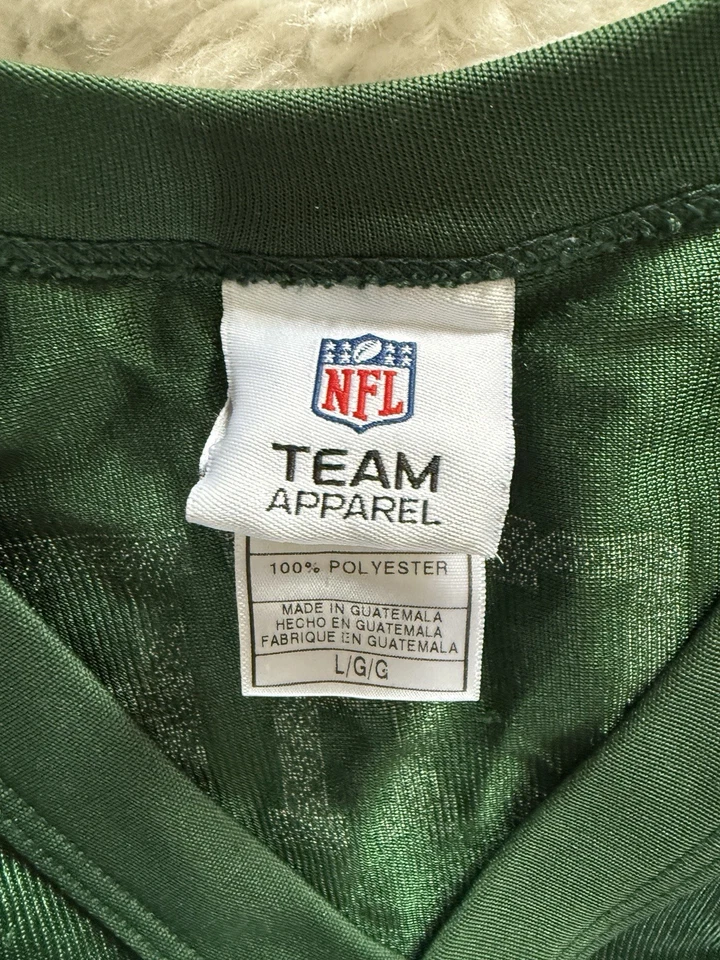 NFL
TEAM
APPAREL
100% POLYESTER
MADE IN GUATEMALA
HECHO EN GUATEMALA
FABRIQUE EN GUATEMALA
L/G/G